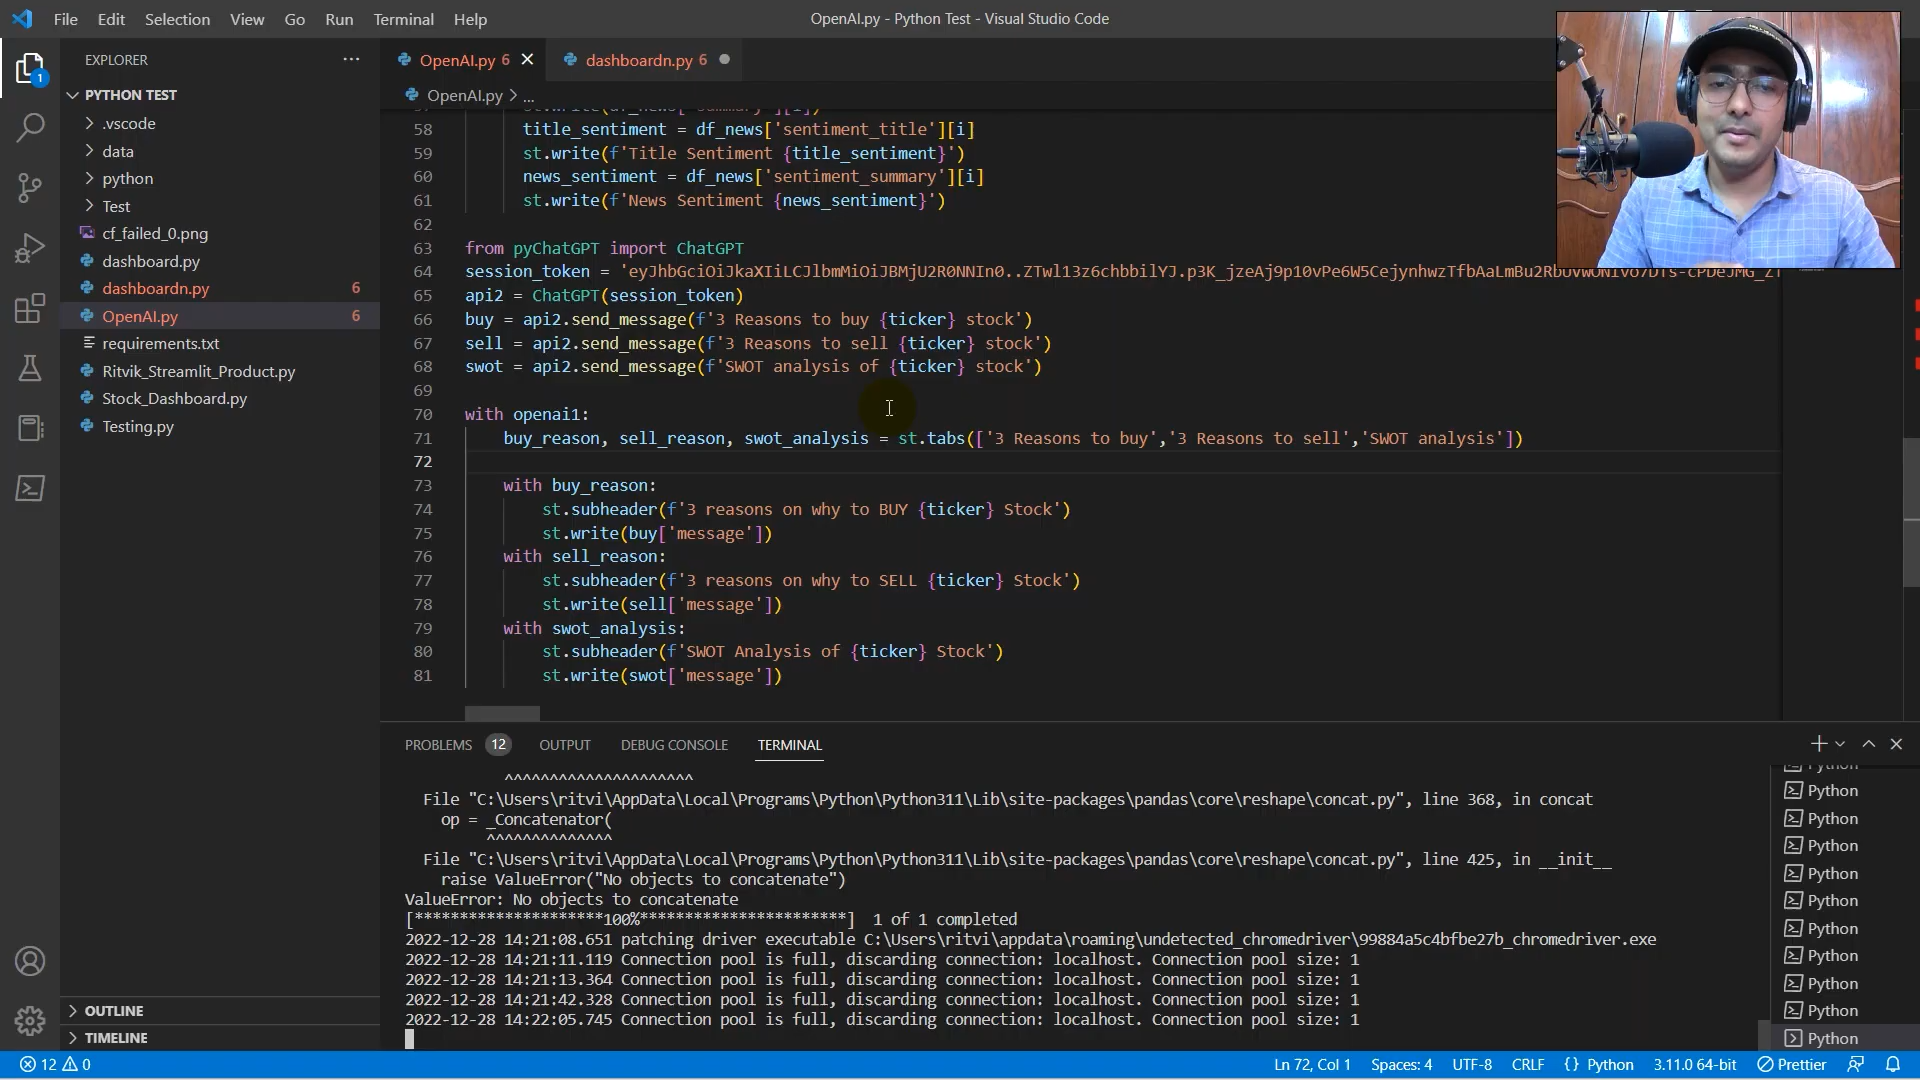 File Edit Selection View Go Run Terminal Help
OpenAI.py - Python Test - Visual Studio Code
EXPLORER
PYTHON TEST
.vscode
data
python
Test
cf_failed_0.png
dashboard.py
dashboardn.py 6
OpenAI.py 6
requirements.txt
Ritvik_Streamlit_Product.py
Stock_Dashboard.py
Testing.py
OUTLINE
TIMELINE
1
OpenAI.py 6
dashboardn.py 6
OpenAI.py > ...
58 title_sentiment = df_news['sentiment_title'][i]
59 st.write(f'Title Sentiment {title_sentiment}')
60 news_sentiment = df_news['sentiment_summary'][i]
61 st.write(f'News Sentiment {news_sentiment}')
62
63 from pyChatGPT import ChatGPT
64 session_token =
65 api2 = ChatGPT(session_token)
66 buy = api2.send_message(f'3 Reasons to buy {ticker} stock')
67 sell = api2.send_message(f'3 Reasons to sell {ticker} stock')
68 swot = api2.send_message(f'SWOT analysis of {ticker} stock')
69
70 with openai1:
71 buy_reason, sell_reason, swot_analysis = st.tabs(['3 Reasons to buy','3 Reasons to sell','SWOT analysis'])
72
73 with buy_reason:
74 st.subheader(f'3 reasons on why to BUY {ticker} Stock')
75 st.write(buy['message'])
76 with sell_reason:
77 st.subheader(f'3 reasons on why to SELL {ticker} Stock')
78 st.write(sell['message'])
79 with swot_analysis:
80 st.subheader(f'SWOT Analysis of {ticker} Stock')
81 st.write(swot['message'])
PROBLEMS 12 OUTPUT DEBUG CONSOLE TERMINAL
^^^^^^^^^^^^^^^^^^^^^
File "C:\Users\ritvi\AppData\Local\Programs\Python\Python311\Lib\site-packages\pandas\core\reshape\concat.py", line 368, in concat
op = _Concatenator(
^^^^^^^^^^^^^^
File "C:\Users\ritvi\AppData\Local\Programs\Python\Python311\Lib\site-packages\pandas\core\reshape\concat.py", line 425, in __init__
raise ValueError("No objects to concatenate")
ValueError: No objects to concatenate
[*********************100%***********************] 1 of 1 completed
2022-12-28 14:21:08.651 patching driver executable C:\Users\ritvi\appdata\roaming\undetected_chromedriver\99884a5c4bfbe27b_chromedriver.exe
2022-12-28 14:21:11.119 Connection pool is full, discarding connection: localhost. Connection pool size: 1
2022-12-28 14:21:13.364 Connection pool is full, discarding connection: localhost. Connection pool size: 1
2022-12-28 14:21:42.328 Connection pool is full, discarding connection: localhost. Connection pool size: 1
2022-12-28 14:22:05.745 Connection pool is full, discarding connection: localhost. Connection pool size: 1
Python
Python
Python
Python
Python
Python
Python
Python
Python
Python
12 0
Ln 72, Col 1 Spaces: 4 UTF-8 CRLF {} Python 3.11.0 64-bit Prettier